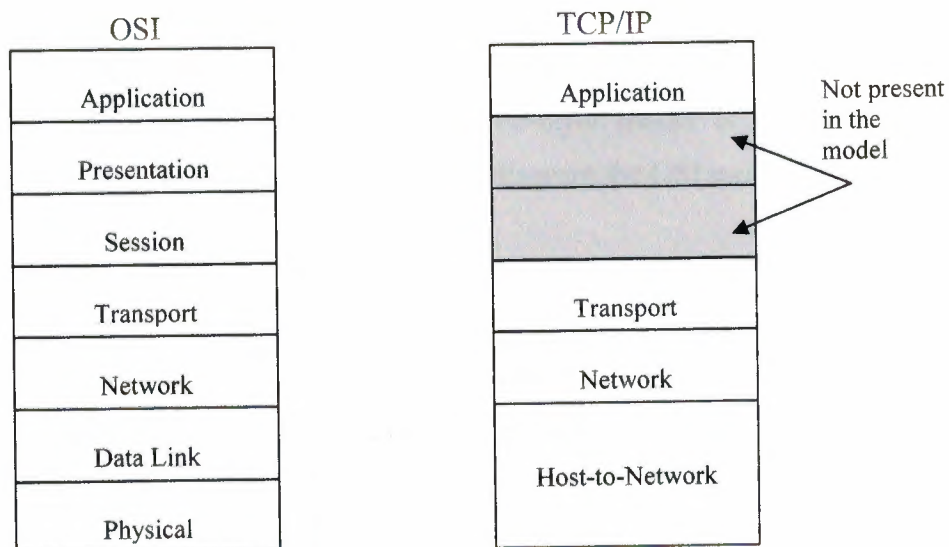 OSI
Application
Presentation
Session
Transport
Network
Data Link
Physical
TCP/IP
Application
Transport
Network
Host-to-Network
Not present
in the
model